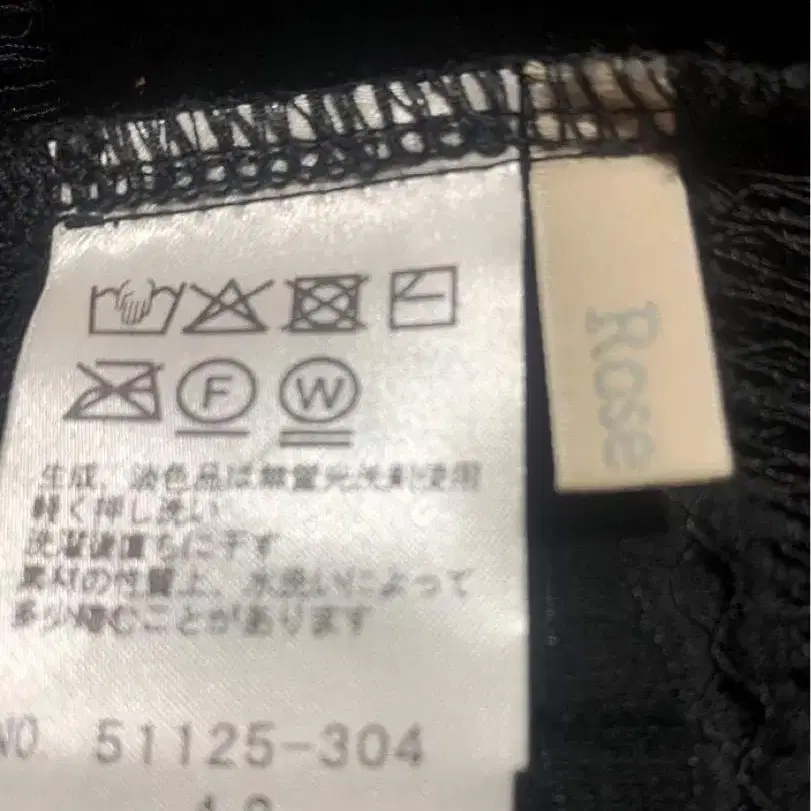 F W
生成、淡色品は無蛍光洗剤使用
軽く押し洗い
洗濯後直ちに干す
素材の性質上、水洗いによって
多少縮むことがあります
NO. 51125-304
Rose